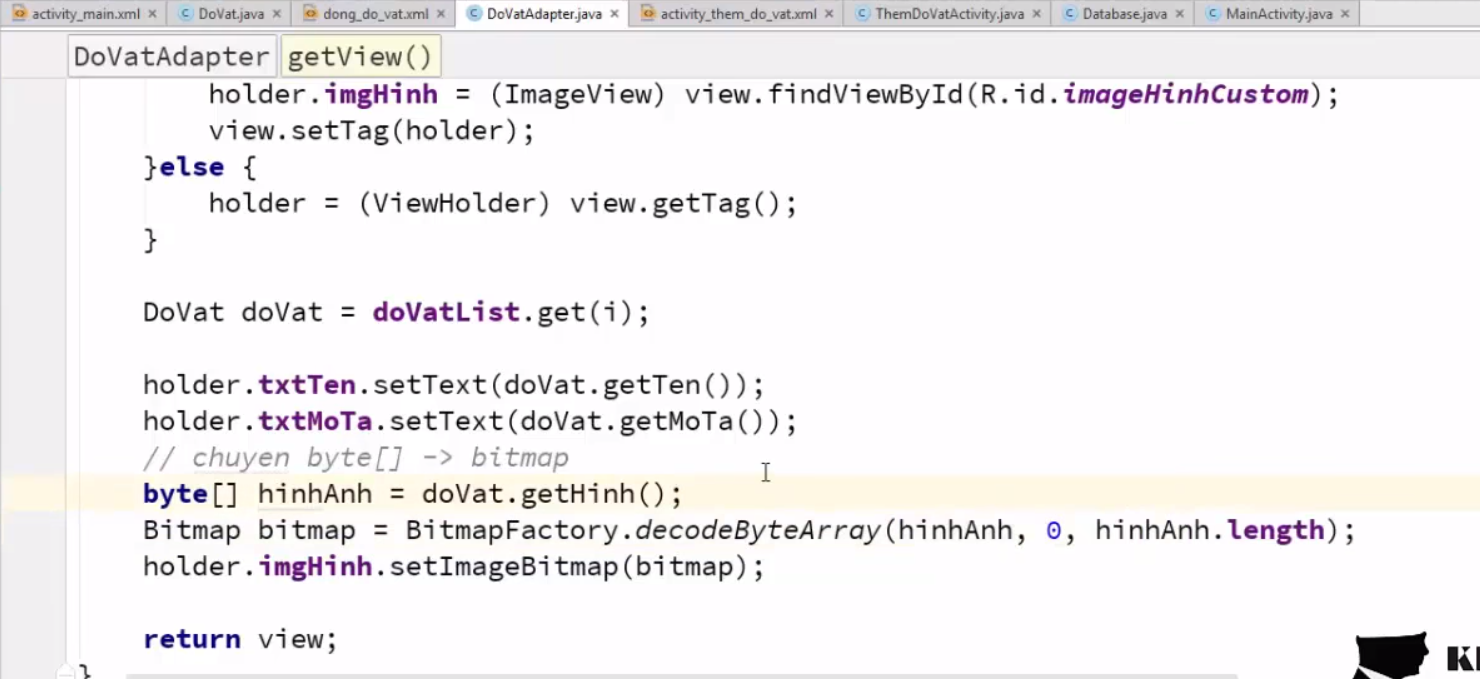 activity_main.xml DoVat.java dong_do_vat.xml DoVatAdapter.java activity_them_do_vat.xml ThemDoVatActivity.java Database.java MainActivity.java
DoVatAdapter getView()
holder.imgHinh = (ImageView) view.findViewById(R.id.imageHinhCustom);
view.setTag(holder);
}else {
holder = (ViewHolder) view.getTag();
}
DoVat doVat = doVatList.get(i);
holder.txtTen.setText(doVat.getTen());
holder.txtMoTa.setText(doVat.getMoTa());
// chuyen byte[] -> bitmap
byte[] hinhAnh = doVat.getHinh();
Bitmap bitmap = BitmapFactory.decodeByteArray(hinhAnh, 0, hinhAnh.length);
holder.imgHinh.setImageBitmap(bitmap);
return view;
}